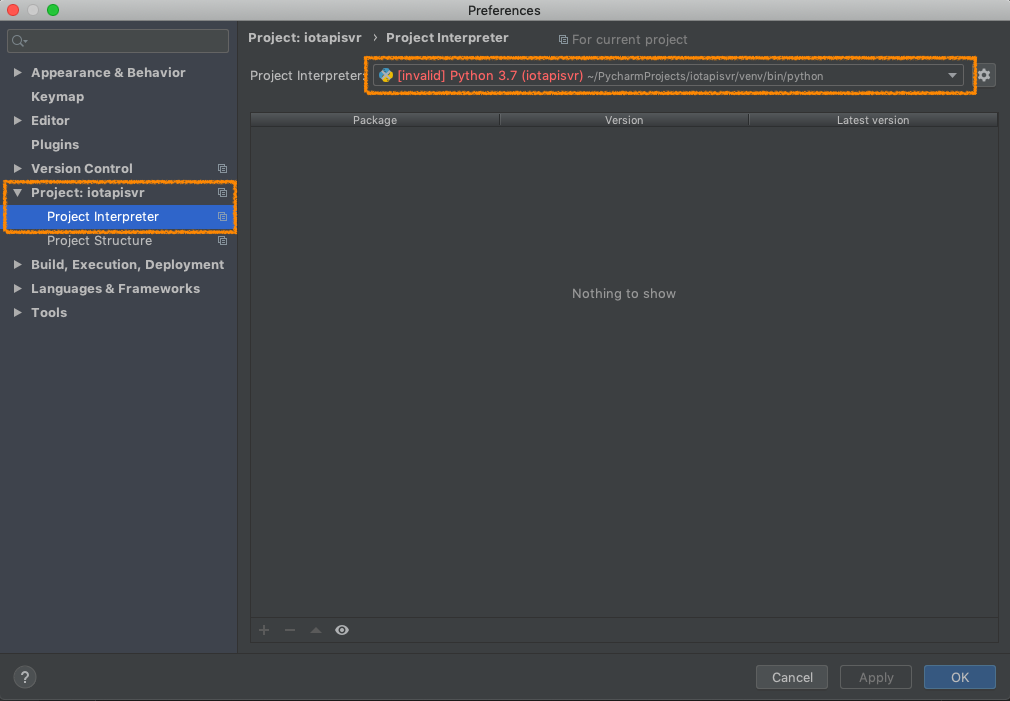 Preferences
Project: iotapisvr › Project Interpreter For current project
Project Interpreter: [invalid] Python 3.7 (iotapisvr) ~/PycharmProjects/iotapisvr/venv/bin/python
Appearance & Behavior
Keymap
Editor
Plugins
Version Control
Project: iotapisvr
Project Interpreter
Project Structure
Build, Execution, Deployment
Languages & Frameworks
Tools
Package Version Latest version
Nothing to show
?
Cancel Apply OK